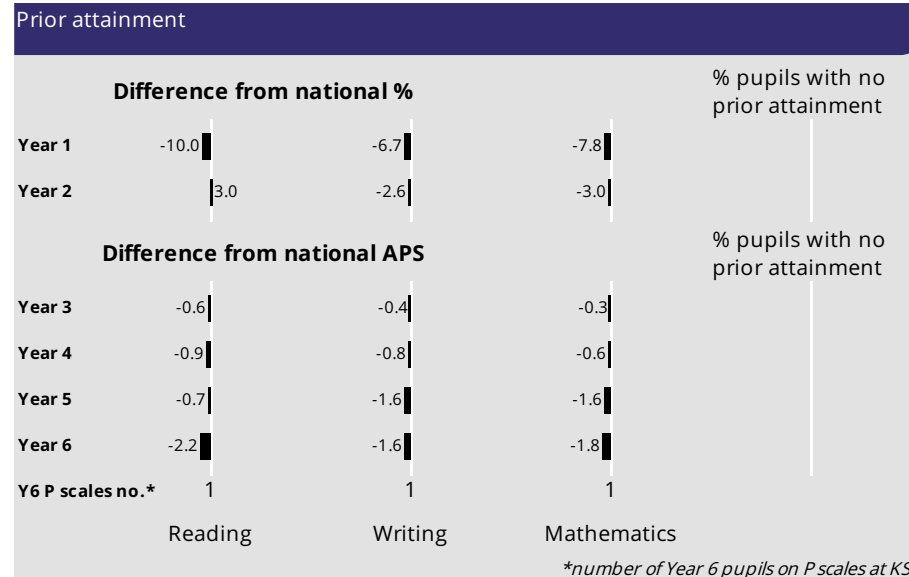 Prior attainment
Difference from national %
% pupils with no
prior attainment
Year 1 -10.0 -6.7 -7.8
Year 2 3.0 -2.6 -3.0
Difference from national APS
% pupils with no
prior attainment
Year 3 -0.6 -0.4 -0.3
Year 4 -0.9 -0.8 -0.6
Year 5 -0.7 -1.6 -1.6
Year 6 -2.2 -1.6 -1.8
Y6 P scales no.* 1 1 1
Reading Writing Mathematics
*number of Year 6 pupils on P scales at KS